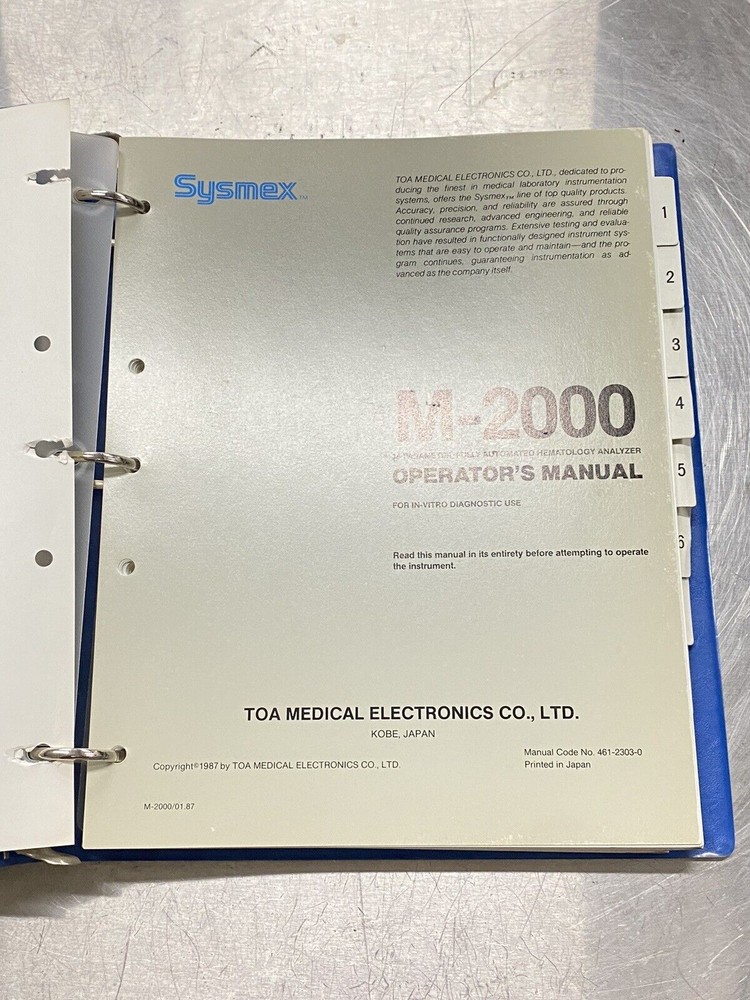 Sysmex™
TOA MEDICAL ELECTRONICS CO., LTD., dedicated to pro-
ducing the finest in medical laboratory instrumentation
systems, offers the Sysmex™ line of top quality products.
Accuracy, precision, and reliability are assured through
continued research, advanced engineering, and reliable
quality assurance programs. Extensive testing and evalua-
tion have resulted in functionally designed instrument sys-
tems that are easy to operate and maintain—and the pro-
gram continues, guaranteeing instrumentation as ad-
vanced as the company itself.
1
2
3
4
5
6
M-2000
FULLY AUTOMATED HEMATOLOGY ANALYZER
OPERATOR'S MANUAL
FOR IN-VITRO DIAGNOSTIC USE
Read this manual in its entirety before attempting to operate
the instrument.
TOA MEDICAL ELECTRONICS CO., LTD.
KOBE, JAPAN
Manual Code No. 461-2303-0
Printed in Japan
Copyright©1987 by TOA MEDICAL ELECTRONICS CO., LTD.
M-2000/01.87